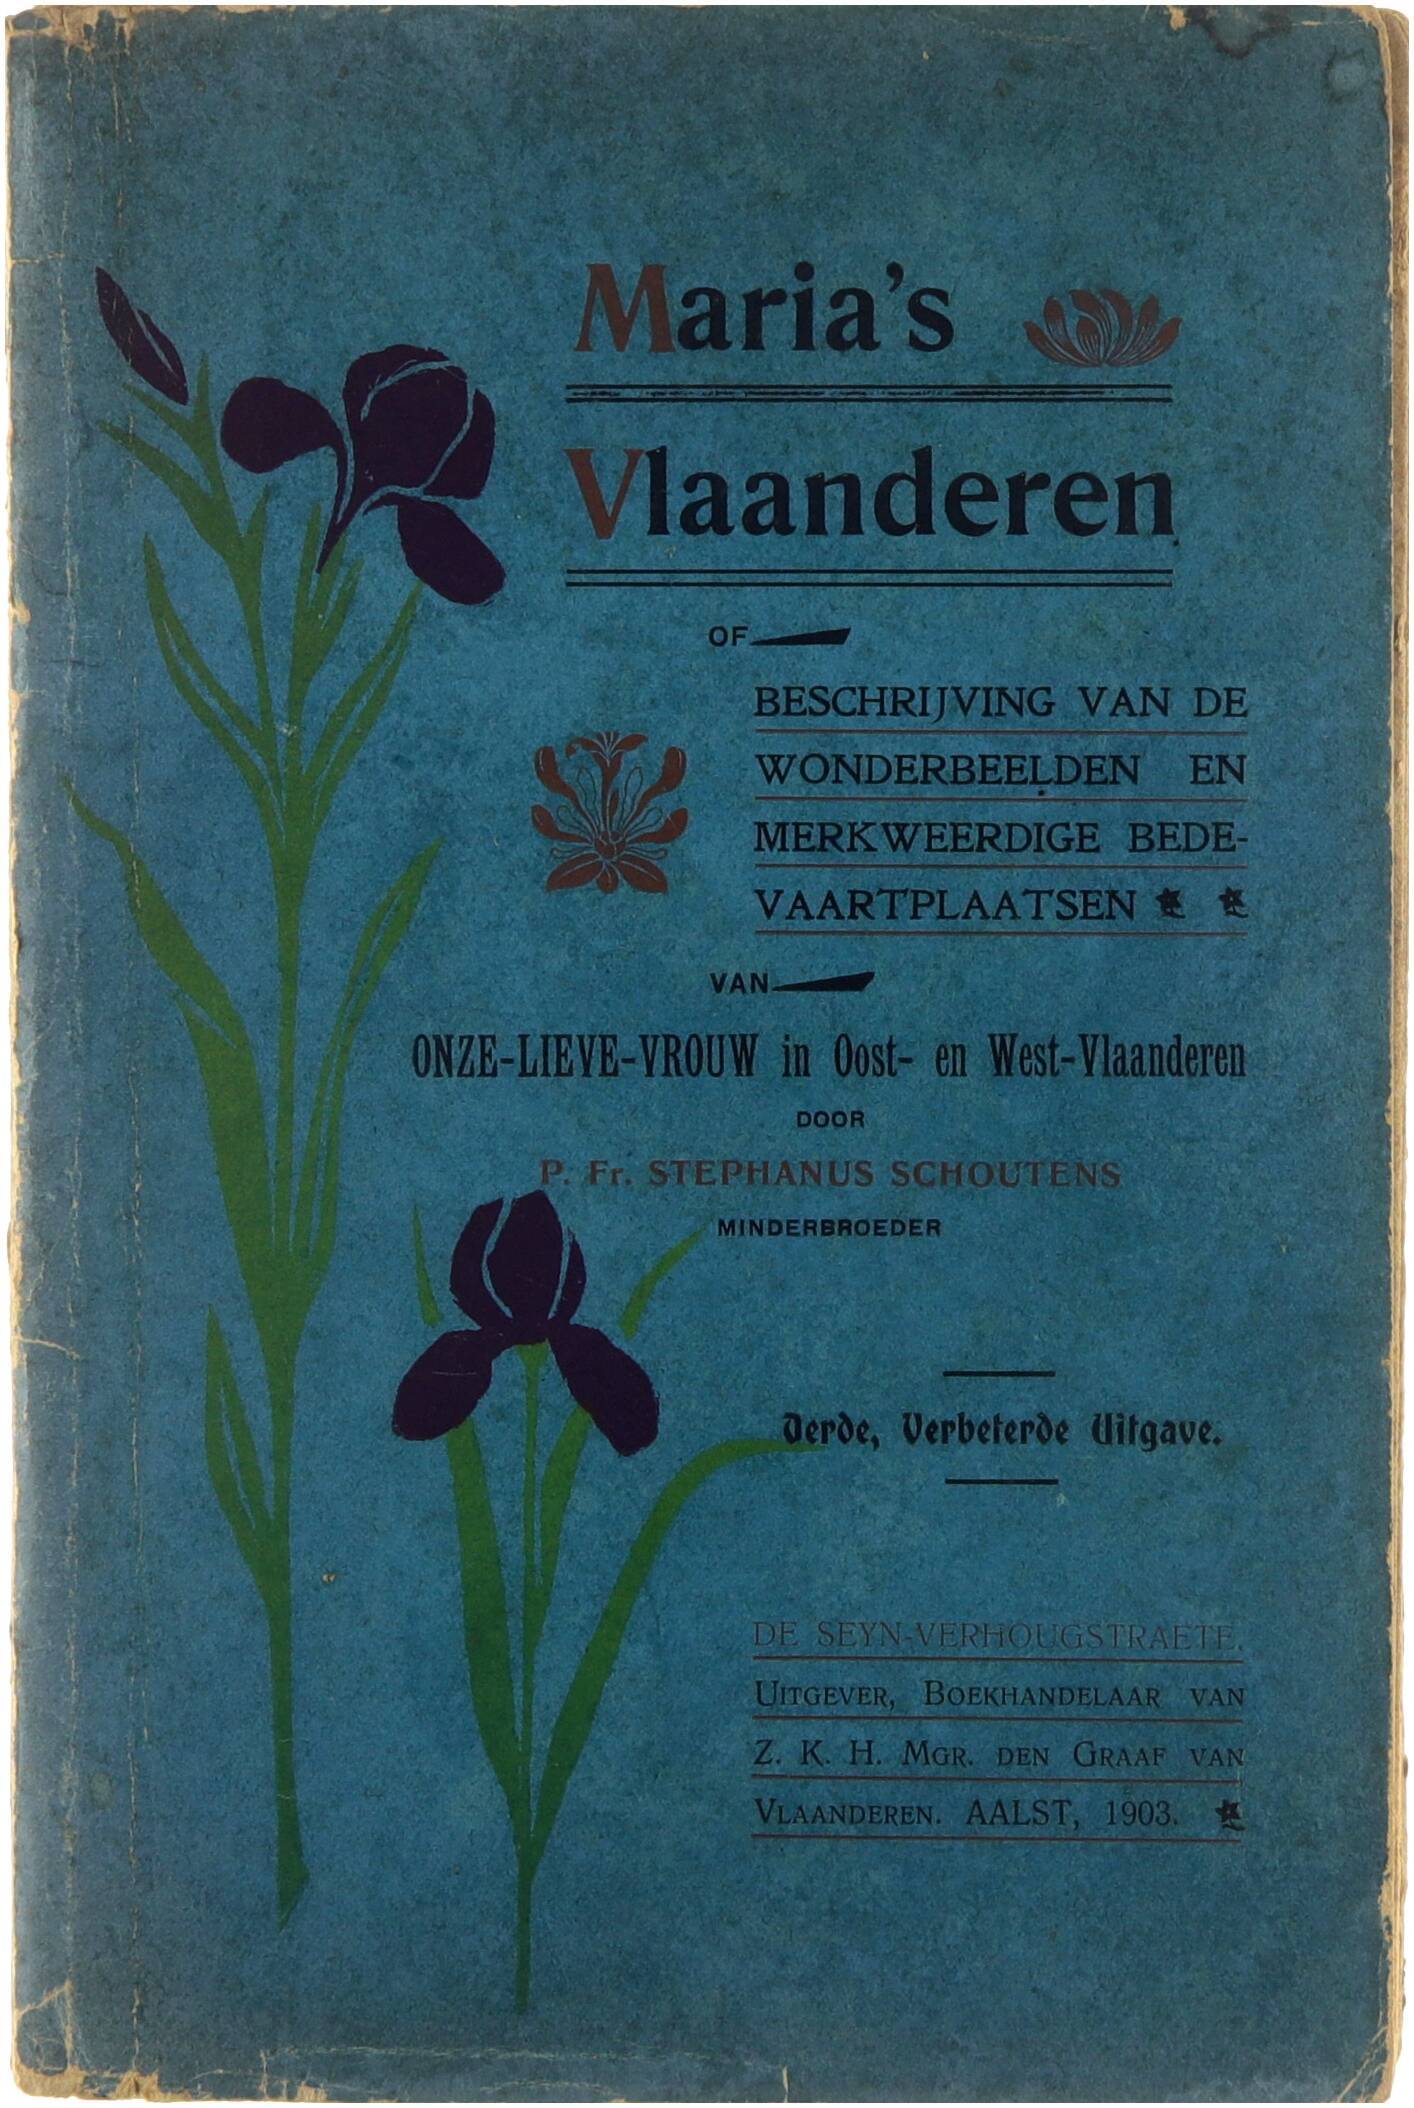 Maria's
Vlaanderen
OF
BESCHRIJVING VAN DE
WONDERBEELDEN EN
MERKWEERDIGE BEDE-
VAARTPLAATSEN
VAN
ONZE-LIEVE-VROUW in Oost- en West-Vlaanderen
DOOR
P. Fr. STEPHANUS SCHOUTENS
MINDERBROEDER
Derde, Verbeterde Uitgave.
DE SEYN-VERHOUGSTRAETE,
UITGEVER, BOEKHANDELAAR VAN
Z. K. H. MGR. DEN GRAAF VAN
VLAANDEREN. AALST, 1903.